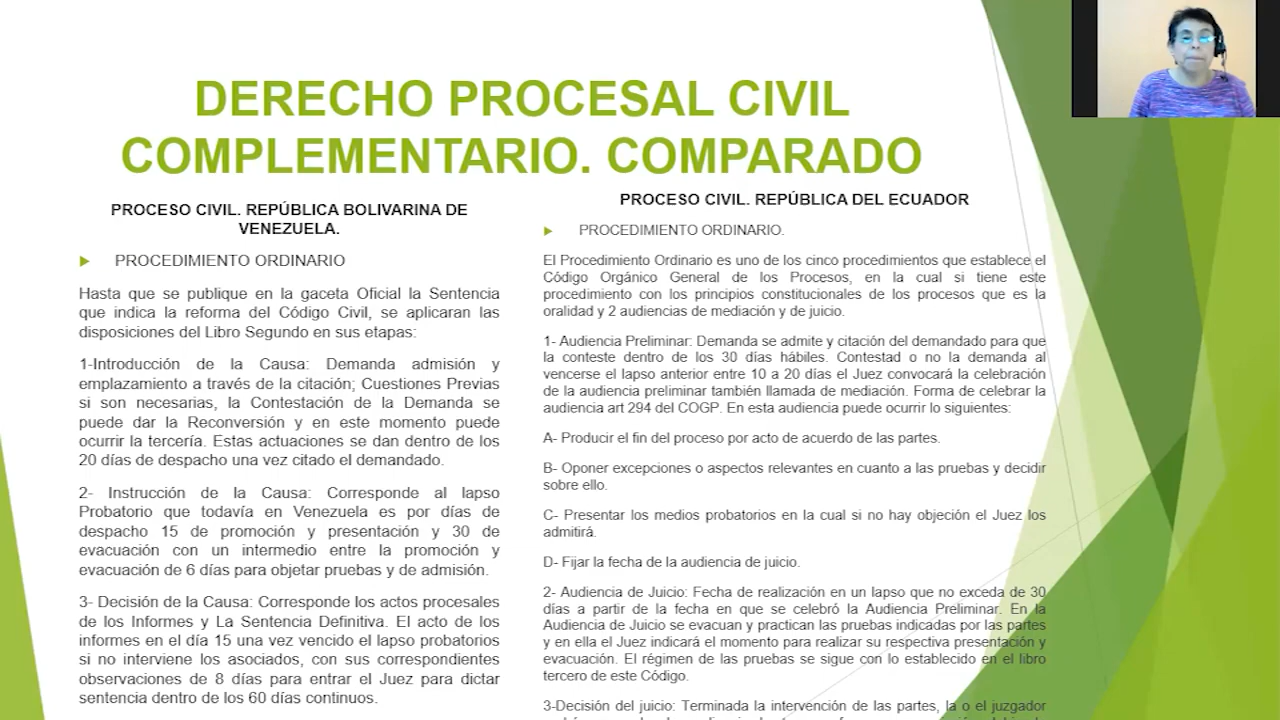 DERECHO PROCESAL CIVIL
COMPLEMENTARIO. COMPARADO
PROCESO CIVIL. REPÚBLICA BOLIVARINA DE
VENEZUELA.
PROCEDIMIENTO ORDINARIO
Hasta que se publique en la gaceta Oficial la Sentencia
que indica la reforma del Código Civil, se aplicaran las
disposiciones del Libro Segundo en sus etapas:
1-Introducción de la Causa: Demanda admisión y
emplazamiento a través de la citación; Cuestiones Previas
si son necesarias, la Contestación de la Demanda se
puede dar la Reconversión y en este momento puede
ocurrir la tercería. Estas actuaciones se dan dentro de los
20 días de despacho una vez citado el demandado.
2- Instrucción de la Causa: Corresponde al lapso
Probatorio que todavía en Venezuela es por días de
despacho 15 de promoción y presentación y 30 de
evacuación con un intermedio entre la promoción y
evacuación de 6 días para objetar pruebas y de admisión.
3- Decisión de la Causa: Corresponde los actos procesales
de los Informes y La Sentencia Definitiva. El acto de los
informes en el día 15 una vez vencido el lapso probatorios
si no interviene los asociados, con sus correspondientes
observaciones de 8 días para entrar el Juez para dictar
sentencia dentro de los 60 días continuos.
PROCESO CIVIL. REPÚBLICA DEL ECUADOR
PROCEDIMIENTO ORDINARIO.
El Procedimiento Ordinario es uno de los cinco procedimientos que establece el
Código Orgánico General de los Procesos, en la cual si tiene este
procedimiento con los principios constitucionales de los procesos que es la
oralidad y 2 audiencias de mediación y de juicio.
1- Audiencia Preliminar: Demanda se admite y citación del demandado para que
la conteste dentro de los 30 días hábiles. Contestad o no la demanda al
vencerse el lapso anterior entre 10 a 20 días el Juez convocará la celebración
de la audiencia preliminar también llamada de mediación. Forma de celebrar la
audiencia art 294 del COGP. En esta audiencia puede ocurrir lo siguientes:
A- Producir el fin del proceso por acto de acuerdo de las partes.
B- Oponer excepciones o aspectos relevantes en cuanto a las pruebas y decidir
sobre ello.
C- Presentar los medios probatorios en la cual si no hay objeción el Juez los
admitirá.
D- Fijar la fecha de la audiencia de juicio.
2- Audiencia de Juicio: Fecha de realización en un lapso que no exceda de 30
días a partir de la fecha en que se celebró la Audiencia Preliminar. En la
Audiencia de Juicio se evacuan y practican las pruebas indicadas por las partes
y en ella el Juez indicará el momento para realizar su respectiva presentación y
evacuación. El régimen de las pruebas se sigue con lo establecido en el libro
tercero de este Código.
3-Decisión del juicio: Terminada la intervención de las partes, la o el juzgador